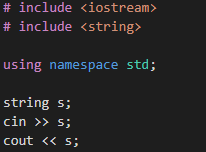 # include <iostream>
# include <string>
using namespace std;
string s;
cin >> s;
cout << s;